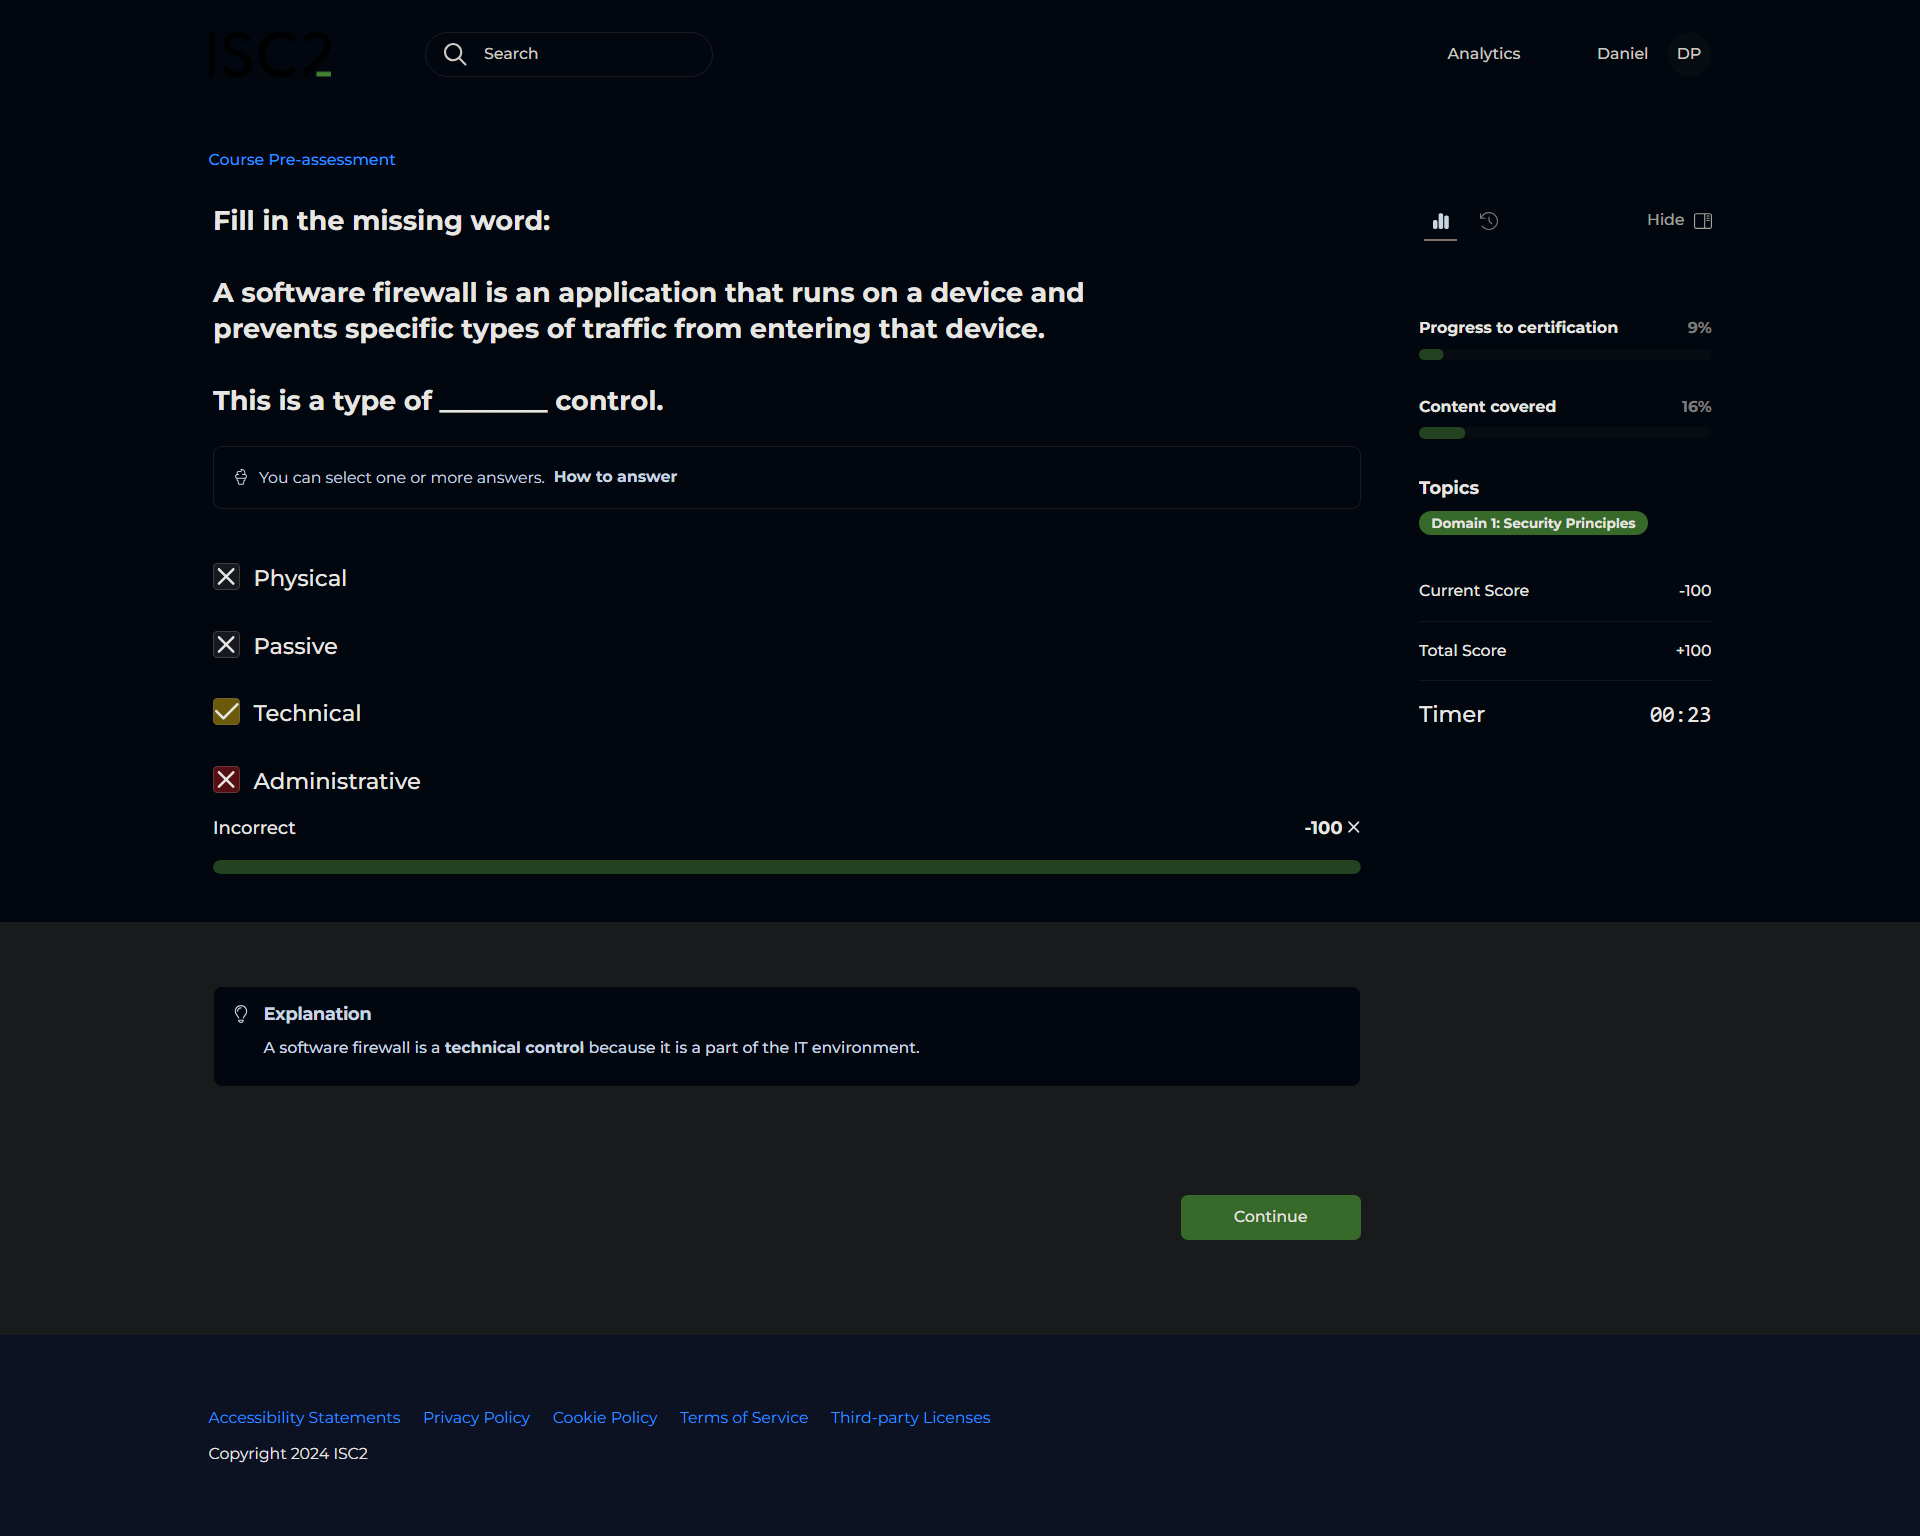 ISC2
Search
Analytics
Daniel
DP
Course Pre-assessment
Fill in the missing word:
A software firewall is an application that runs on a device and
prevents specific types of traffic from entering that device.
This is a type of ________ control.
You can select one or more answers. How to answer
Physical
Passive
Technical
Administrative
Incorrect
-100
Hide
Progress to certification 9%
Content covered 16%
Topics
Domain 1: Security Principles
Current Score -100
Total Score +100
Timer 00:23
Explanation
A software firewall is a technical control because it is a part of the IT environment.
Continue
Accessibility Statements Privacy Policy Cookie Policy Terms of Service Third-party Licenses
Copyright 2024 ISC2